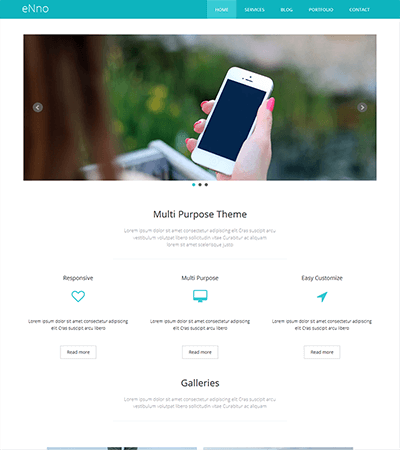 eNno
HOME SERVICES BLOG PORTFOLIO CONTACT
Multi Purpose Theme
Lorem ipsum dolor sit amet consectetur adipiscing elit Cras suscipit arcu
vestibulum volutpat libero sollicitudin vitae Curabitur ac aliquam
lorem sit amet scelerisque justo
Responsive
Lorem ipsum dolor sit amet consectetur adipiscing
elit Cras suscipit arcu libero
Read more
Multi Purpose
Lorem ipsum dolor sit amet consectetur adipiscing
elit Cras suscipit arcu libero
Read more
Easy Customize
Lorem ipsum dolor sit amet consectetur adipiscing
elit Cras suscipit arcu libero
Read more
Galleries
Lorem ipsum dolor sit amet consectetur adipiscing elit Cras suscipit arcu
vestibulum volutpat libero sollicitudin vitae Curabitur ac aliquam